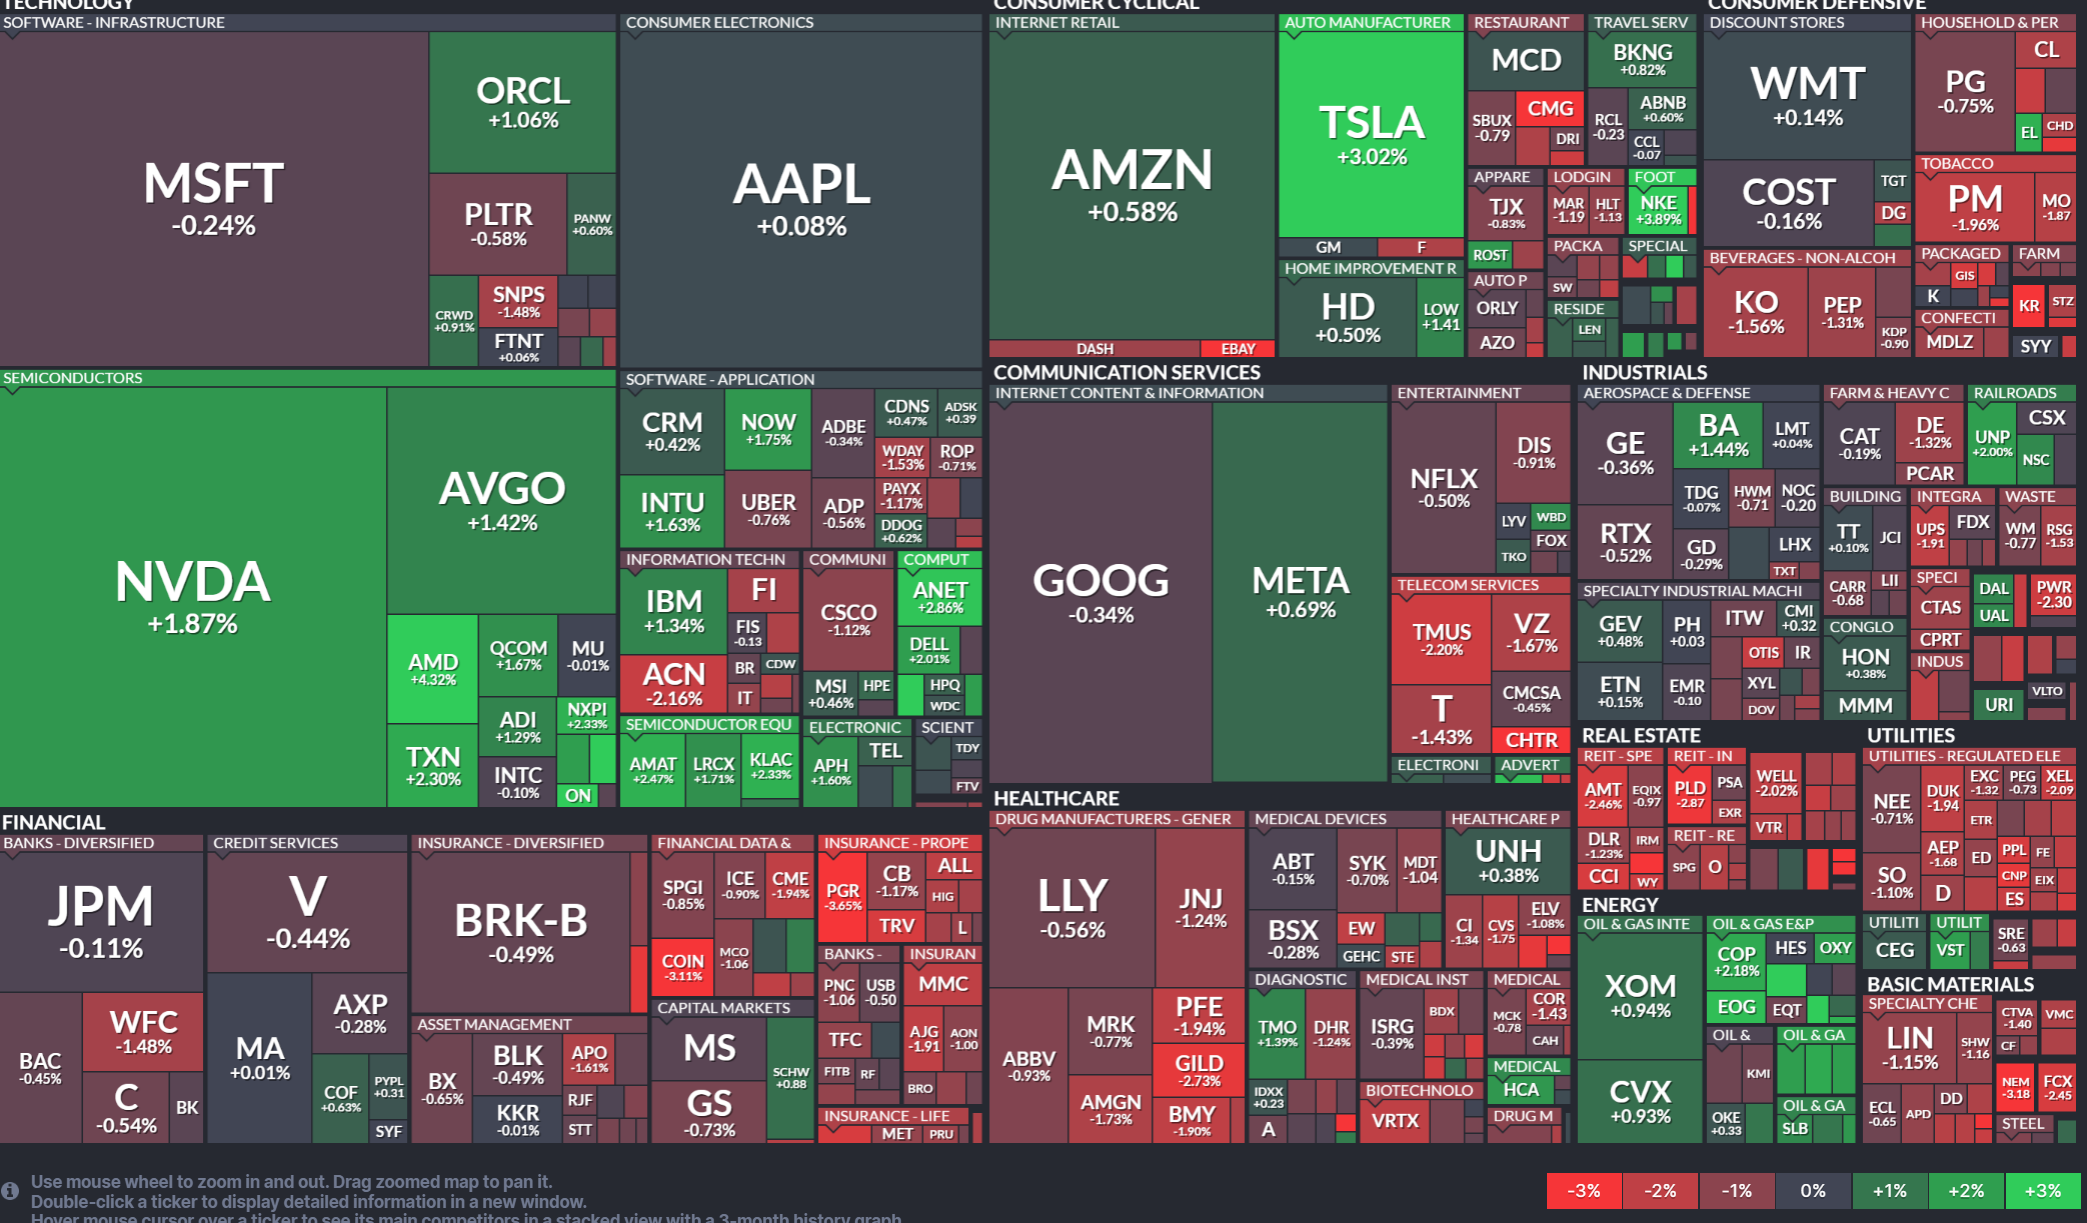 TECHNOLOGY
SOFTWARE - INFRASTRUCTURE
MSFT
-0.24%
ORCL
+1.06%
PLTR
-0.58%
PANW
+0.60%
CRWD
+0.91%
SNPS
-1.48%
FTNT
+0.06%
CONSUMER ELECTRONICS
AAPL
+0.08%
SEMICONDUCTORS
NVDA
+1.87%
AVGO
+1.42%
AMD
+4.32%
QCOM
+1.67%
MU
-0.01%
TXN
+2.30%
ADI
+1.29%
NXPI
+2.33%
INTC
-0.10%
ON
SOFTWARE - APPLICATION
CRM
+0.42%
NOW
+1.75%
ADBE
-0.34%
CDNS
+0.47%
ADSK
+0.39
WDAY
-1.53%
ROP
-0.71%
INTU
+1.63%
UBER
-0.76%
ADP
-0.56%
PAYX
-1.17%
DDOG
+0.62%
INFORMATION TECHN
IBM
+1.34%
FI
FIS
-0.13
ACN
-2.16%
BR
CDW
IT
COMMUNI
CSCO
-1.12%
MSI
+0.46%
HPE
COMPUT
ANET
+2.86%
DELL
+2.01%
HPQ
WDC
SEMICONDUCTOR EQU
AMAT
+2.47%
LRCX
+1.71%
KLAC
+2.33%
ELECTRONIC
APH
+1.60%
TEL
SCIENT
TDY
FTV
CONSUMER CYCLICAL
INTERNET RETAIL
AMZN
+0.58%
DASH
EBAY
AUTO MANUFACTURER
TSLA
+3.02%
GM
F
HOME IMPROVEMENT R
HD
+0.50%
LOW
+1.41
RESTAURANT
MCD
SBUX
-0.79
CMG
DRI
TRAVEL SERV
BKNG
+0.82%
RCL
-0.23
ABNB
+0.60%
CCL
-0.07
APPARE
TJX
-0.83%
ROST
LODGIN
MAR
-1.19
HLT
-1.13
FOOT
NKE
+3.89%
PACKA
SW
SPECIAL
AUTO P
ORLY
AZO
RESIDE
LEN
CONSUMER DEFENSIVE
DISCOUNT STORES
WMT
+0.14%
COST
-0.16%
TGT
DG
HOUSEHOLD & PER
PG
-0.75%
CL
EL
CHD
TOBACCO
PM
-1.96%
MO
-1.87
BEVERAGES - NON-ALCOH
KO
-1.56%
PEP
-1.31%
KDP
-0.90
PACKAGED
GIS
K
FARM
KR
STZ
CONFECTI
MDLZ
SYY
COMMUNICATION SERVICES
INTERNET CONTENT & INFORMATION
GOOG
-0.34%
META
+0.69%
ENTERTAINMENT
NFLX
-0.50%
DIS
-0.91%
LYV
WBD
TKO
FOX
TELECOM SERVICES
TMUS
-2.20%
VZ
-1.67%
T
-1.43%
CMCSA
-0.45%
CHTR
ELECTRONI
ADVERT
INDUSTRIALS
AEROSPACE & DEFENSE
GE
-0.36%
BA
+1.44%
LMT
+0.04%
RTX
-0.52%
TDG
-0.07%
HWM
-0.71
NOC
-0.20
GD
-0.29%
LHX
TXT
FARM & HEAVY C
CAT
-0.19%
DE
-1.32%
PCAR
RAILROADS
UNP
+2.00%
CSX
NSC
BUILDING
TT
+0.10%
JCI
CARR
-0.68
LII
INTEGRA
UPS
-1.91
FDX
WASTE
WM
-0.77
RSG
-1.53
SPECIALTY INDUSTRIAL MACHI
GEV
+0.48%
PH
+0.03
ITW
CMI
+0.32
ETN
+0.15%
EMR
-0.10
OTIS
IR
XYL
DOV
CONGLO
HON
+0.38%
MMM
SPECI
CTAS
CPRT
INDUS
DAL
UAL
PWR
-2.30
URI
VLTO
FINANCIAL
BANKS - DIVERSIFIED
JPM
-0.11%
BAC
-0.45%
WFC
-1.48%
C
-0.54%
BK
CREDIT SERVICES
V
-0.44%
MA
+0.01%
AXP
-0.28%
COF
+0.63%
PYPL
+0.31
SYF
INSURANCE - DIVERSIFIED
BRK-B
-0.49%
ASSET MANAGEMENT
BX
-0.65%
BLK
-0.49%
APO
-1.61%
KKR
-0.01%
RJF
STT
FINANCIAL DATA &
SPGI
-0.85%
ICE
-0.90%
CME
-1.94%
COIN
-3.11%
MCO
-1.06
CAPITAL MARKETS
MS
GS
-0.73%
SCHW
+0.88
INSURANCE - PROPE
PGR
-3.65%
CB
-1.17%
ALL
HIG
TRV
L
BANKS -
PNC
-1.06
USB
-0.50
TFC
FITB
RF
INSURAN
MMC
AJG
-1.91
AON
-1.00
BRO
INSURANCE - LIFE
MET
PRU
HEALTHCARE
DRUG MANUFACTURERS - GENER
LLY
-0.56%
JNJ
-1.24%
ABBV
-0.93%
MRK
-0.77%
PFE
-1.94%
GILD
-2.73%
AMGN
-1.73%
BMY
-1.90%
MEDICAL DEVICES
ABT
-0.15%
SYK
-0.70%
MDT
-1.04
BSX
-0.28%
EW
GEHC
STE
HEALTHCARE P
UNH
+0.38%
CI
-1.34
CVS
-1.75
ELV
-1.08%
DIAGNOSTIC
TMO
+1.39%
DHR
-1.24%
IDXX
+0.23
A
MEDICAL INST
ISRG
-0.39%
BDX
MEDICAL
MCK
-0.78
COR
-1.43
CAH
MEDICAL
HCA
BIOTECHNOLO
VRTX
DRUG M
REAL ESTATE
REIT - SPE
AMT
-2.46%
EQIX
-0.97
DLR
-1.23%
IRM
CCI
WY
REIT - IN
PLD
-2.87
PSA
EXR
REIT - RE
SPG
O
WELL
-2.02%
VTR
UTILITIES
UTILITIES - REGULATED ELE
NEE
-0.71%
DUK
-1.94
EXC
-1.32
PEG
-0.73
XEL
-2.09
ETR
SO
-1.10%
AEP
-1.68
ED
PPL
FE
CNP
EIX
D
ES
UTILITI
CEG
UTILIT
VST
SRE
-0.63
ENERGY
OIL & GAS INTE
XOM
+0.94%
CVX
+0.93%
OIL & GAS E&P
COP
+2.18%
HES
OXY
EOG
EQT
OIL &
KMI
OKE
+0.33
OIL & GA
OIL & GA
SLB
BASIC MATERIALS
SPECIALTY CHE
LIN
-1.15%
SHW
-1.16
ECL
-0.65
APD
DD
CTVA
-1.40
CF
VMC
NEM
-3.18
FCX
-2.45
STEEL
Use mouse wheel to zoom in and out. Drag zoomed map to pan it.
Double-click a ticker to display detailed information in a new window.
Hover mouse cursor over a ticker to see its main competitors in a stacked view with a 3-month history graph.
-3% -2% -1% 0% +1% +2% +3%